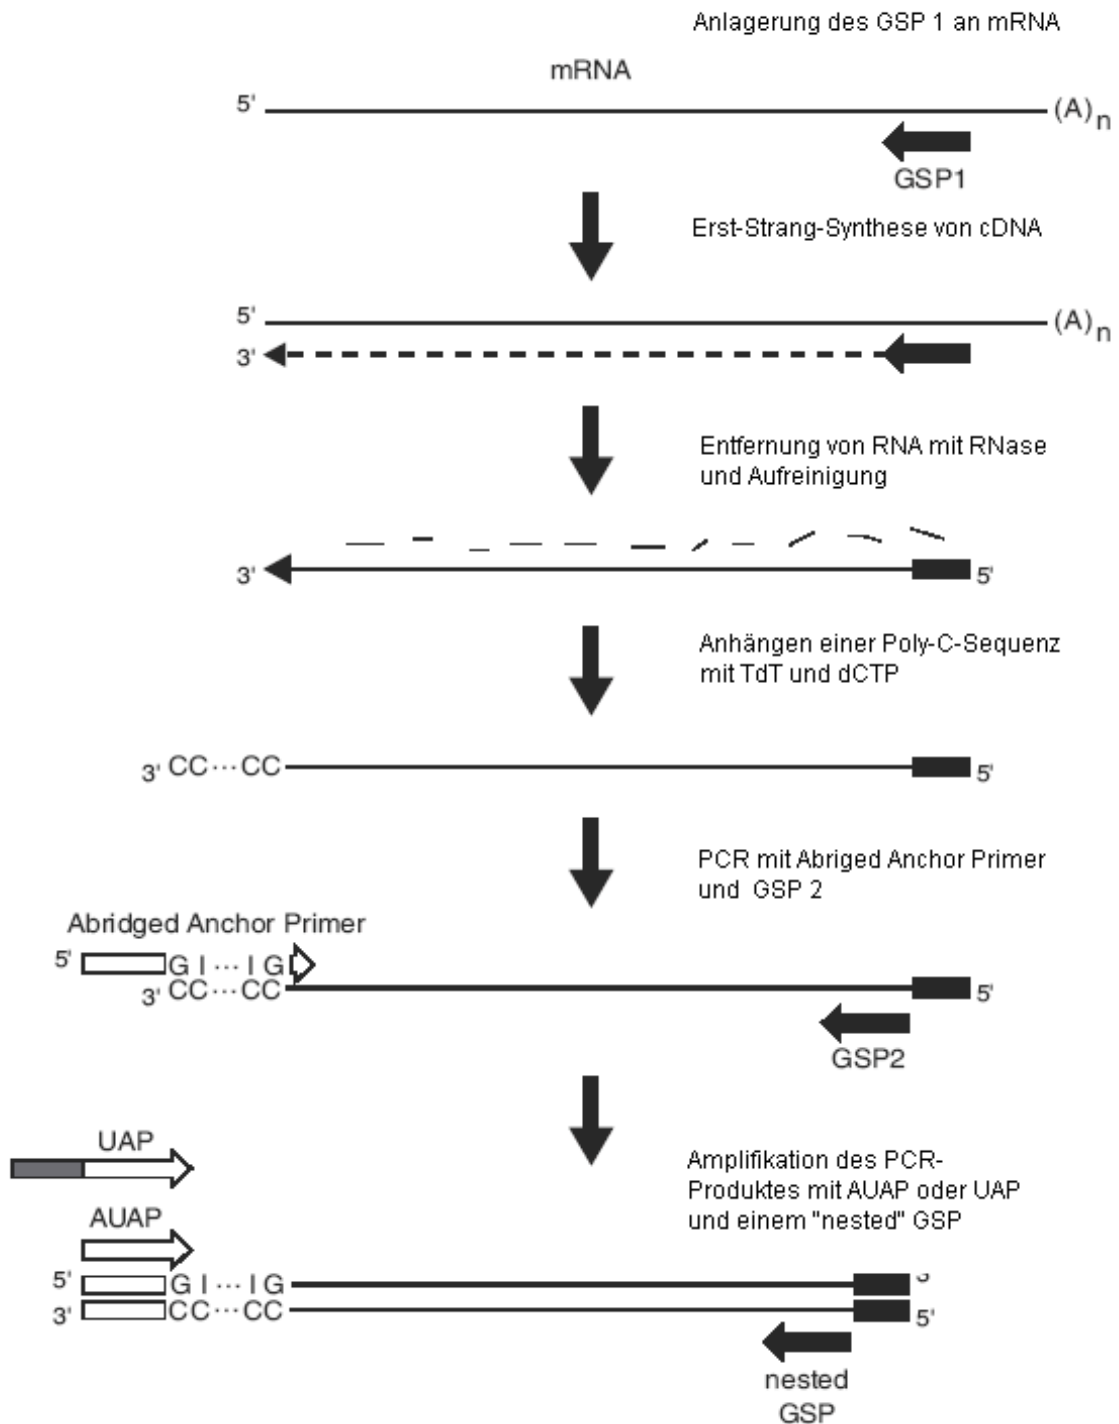 Anlagerung des GSP 1 an mRNA
mRNA
5' (A)n
GSP1
Erst-Strang-Synthese von cDNA
5' (A)n
3'
Entfernung von RNA mit RNase
und Aufreinigung
3' 5'
Anhängen einer Poly-C-Sequenz
mit TdT und dCTP
3' CC···CC 5'
PCR mit Abriged Anchor Primer
und GSP 2
Abridged Anchor Primer
5' G I ··· I G
3' CC···CC 5'
GSP2
UAP
Amplifikation des PCR-
Produktes mit AUAP oder UAP
und einem "nested" GSP
AUAP
5' G I ··· I G
3' CC···CC 5'
nested
GSP